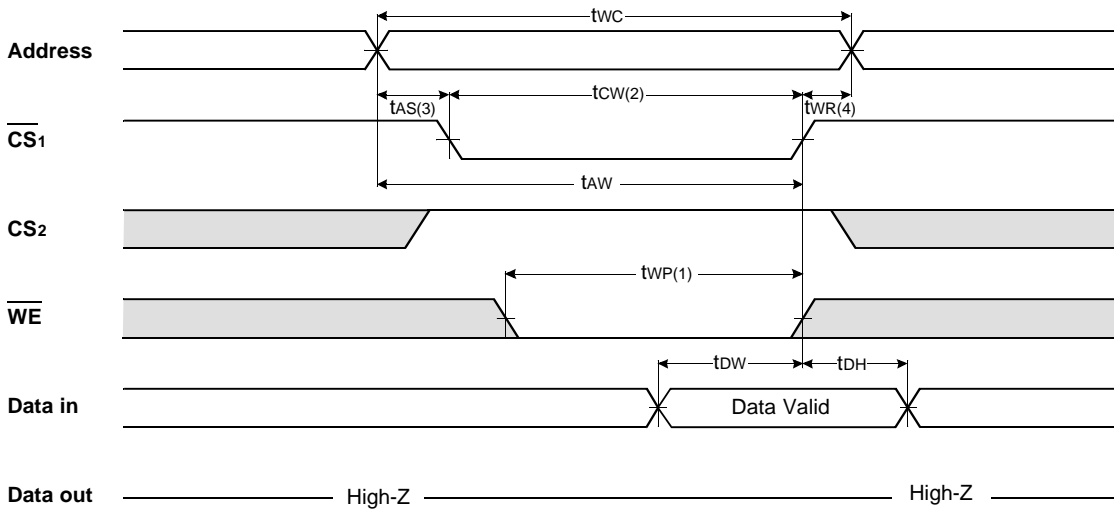 tWC
Address
tAS(3)
tCW(2)
tWR(4)
CS1
tAW
CS2
tWP(1)
WE
tDW
tDH
Data in
Data Valid
Data out
High-Z
High-Z